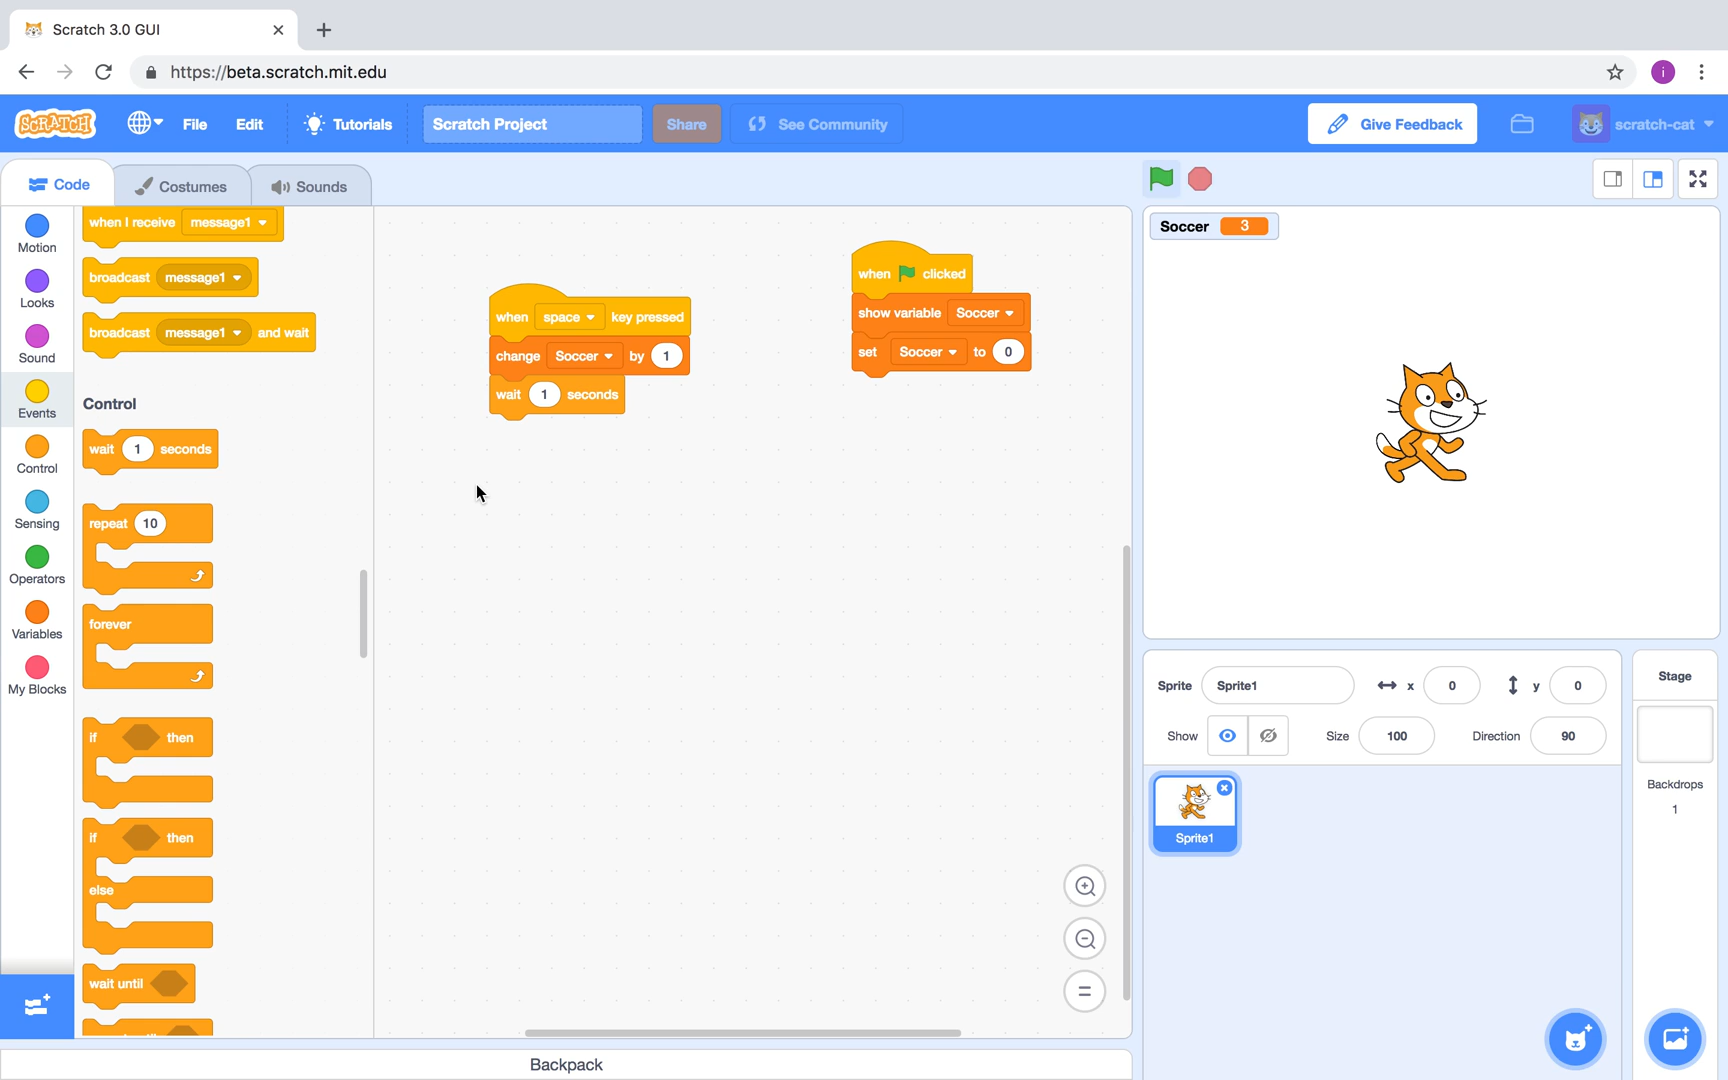 Scratch 3.0 GUI
https://beta.scratch.mit.edu
i
SCRATCH
File
Edit
Tutorials
Scratch Project
Share
See Community
Give Feedback
scratch-cat
Code
Costumes
Sounds
Motion
Looks
Sound
Events
Control
Sensing
Operators
Variables
My Blocks
when I receive message1
broadcast message1
broadcast message1 and wait
Control
wait 1 seconds
repeat 10
forever
if then
if then
else
wait until
when space key pressed
change Soccer by 1
wait 1 seconds
when clicked
show variable Soccer
set Soccer to 0
Backpack
Soccer 3
Sprite Sprite1 x 0 y 0
Show Size 100 Direction 90
Sprite1
Stage
Backdrops
1